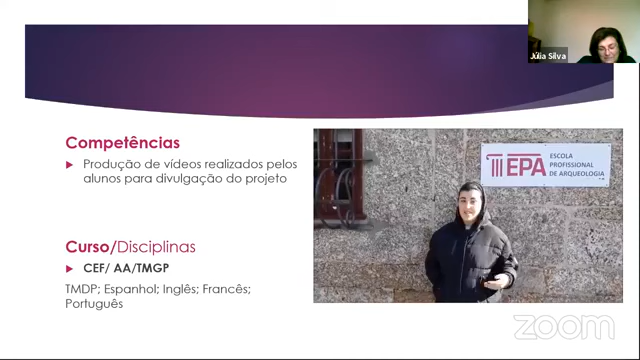 Júlia Silva
Competências
Produção de vídeos realizados pelos
alunos para divulgação do projeto
EPA
ESCOLA
PROFISSIONAL
DE ARQUEOLOGIA
Curso/Disciplinas
CEF/ AA/TMGP
TMDP; Espanhol; Inglês; Francês;
Português
zoom